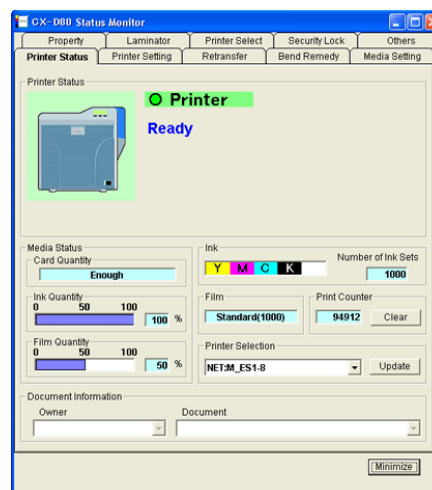 CX-D80 Status Monitor
Property Laminator Printer Select Security Lock Others
Printer Status Printer Setting Retransfer Bend Remedy Media Setting
Printer Status
Printer
Ready
Media Status
Card Quantity
Enough
Ink Quantity
0 50 100
100 %
Film Quantity
0 50 100
50 %
Ink
Y M C K
Number of Ink Sets
1000
Film
Standard(1000)
Print Counter
94912 Clear
Printer Selection
NET:M_ES1-8 Update
Document Information
Owner Document
Minimize